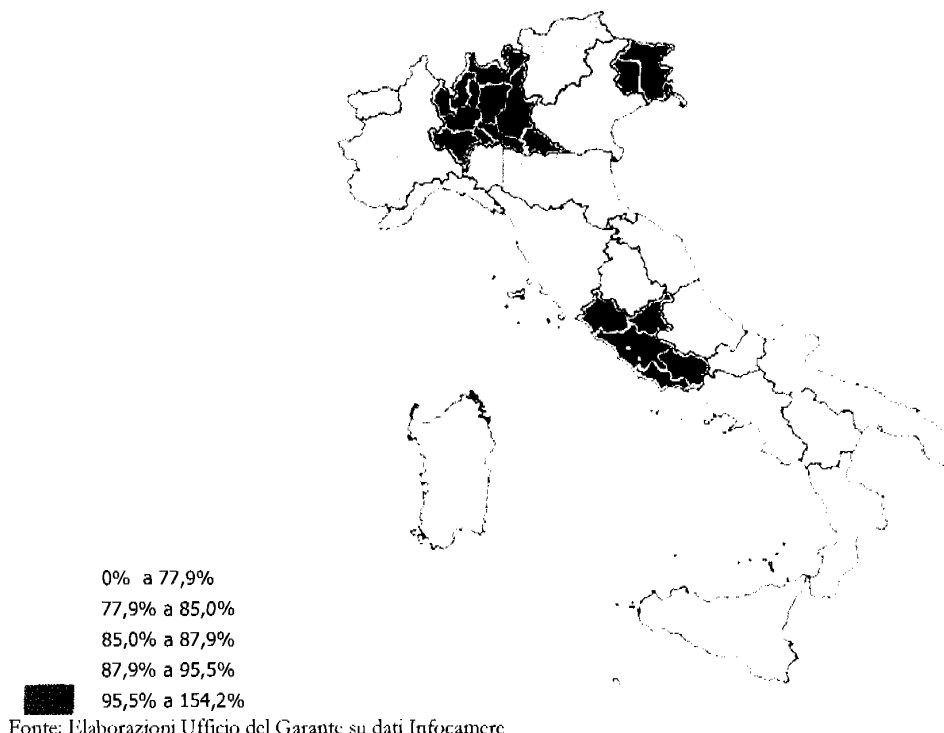 0% a 77,9%
77,9% a 85,0%
85,0% a 87,9%
87,9% a 95,5%
95,5% a 154,2%
Fonte: Elaborazioni Ufficio del Garante su dati Infocamere